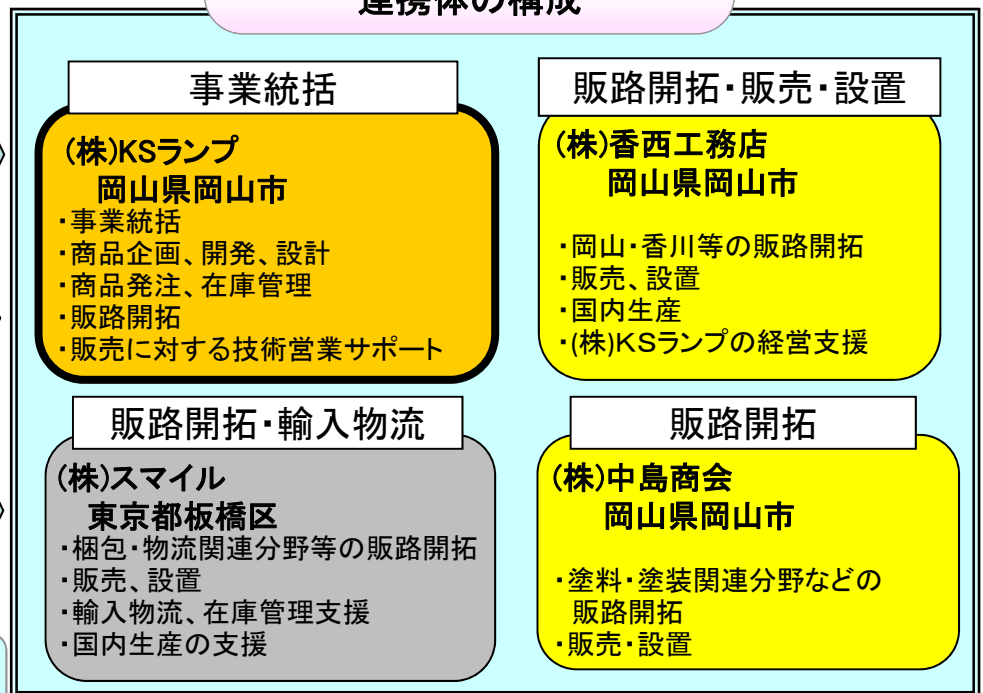 連携体の構成
事業統括
(株)KSランプ
岡山県岡山市
・事業統括
・商品企画、開発、設計
・商品発注、在庫管理
・販路開拓
・販売に対する技術営業サポート
販路開拓・販売・設置
(株)香西工務店
岡山県岡山市
・岡山・香川等の販路開拓
・販売、設置
・国内生産
・(株)KSランプの経営支援
販路開拓・輸入物流
(株)スマイル
東京都板橋区
・梱包・物流関連分野等の販路開拓
・販売、設置
・輸入物流、在庫管理支援
・国内生産の支援
販路開拓
(株)中島商会
岡山県岡山市
・塗料・塗装関連分野などの
販路開拓
・販売・設置